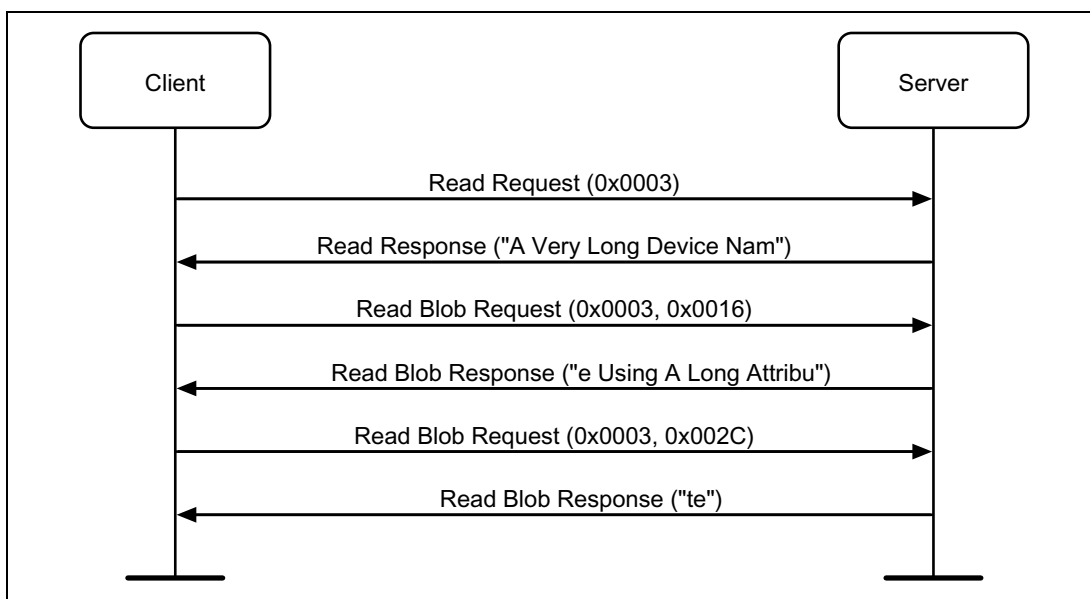 Client
Server
Read Request (0x0003)
Read Response ("A Very Long Device Nam")
Read Blob Request (0x0003, 0x0016)
Read Blob Response ("e Using A Long Attribu")
Read Blob Request (0x0003, 0x002C)
Read Blob Response ("te")